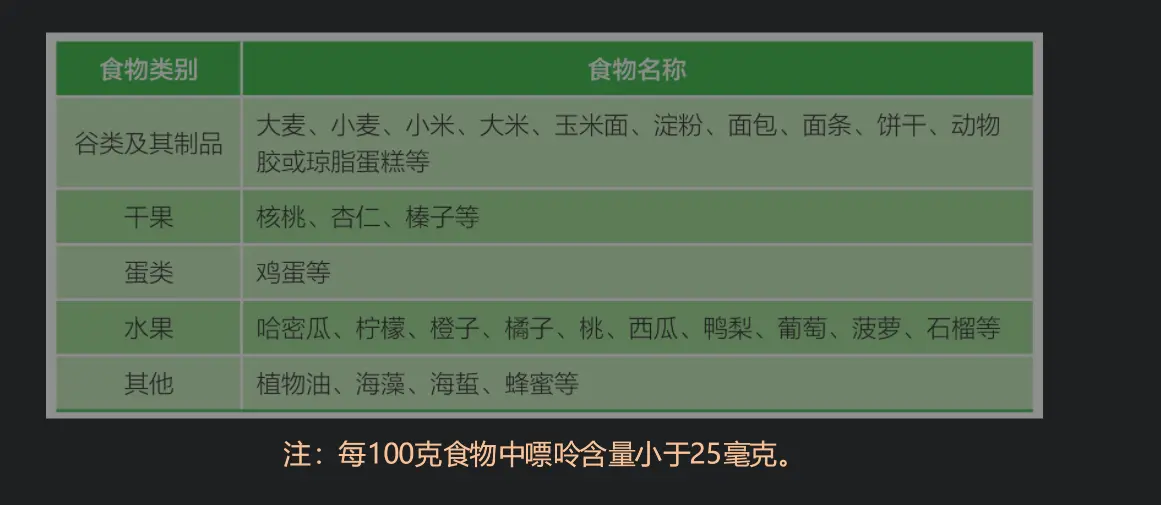 食物类别 食物名称
谷类及其制品 大麦、小麦、小米、大米、玉米面、淀粉、面包、面条、饼干、动物
胶或琼脂蛋糕等
干果 核桃、杏仁、榛子等
蛋类 鸡蛋等
水果 哈密瓜、柠檬、橙子、橘子、桃、西瓜、鸭梨、葡萄、菠萝、石榴等
其他 植物油、海藻、海蜇、蜂蜜等
注：每100克食物中嘌呤含量小于25毫克。